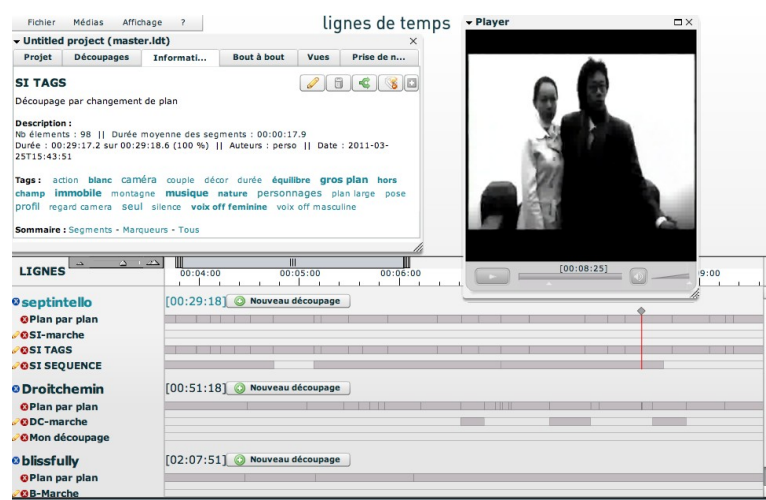 Fichier Médias Affichage ?
lignes de temps
Untitled project (master.ldt)
Projet Découpages Informati... Bout à bout Vues Prise de n...
SI TAGS
Découpage par changement de plan
Description :
Nb élements : 98 || Durée moyenne des segments : 00:00:17.9
Durée : 00:29:17.2 sur 00:29:18.6 (100 %) || Auteurs : perso || Date : 2011-03-
25T15:43:51
Tags : action blanc caméra couple décor durée équilibre gros plan hors
champ immobile montagne musique nature personnages plan large pose
profil regard camera seul silence voix off feminine voix off masculine
Sommaire : Segments - Marqueurs - Tous
Player
[00:08:25]
LIGNES
00:04:00 00:05:00 00:06:00 9:00
septintello [00:29:18] Nouveau découpage
Plan par plan
SI-marche
SI TAGS
SI SEQUENCE
Droitchemin [00:51:18] Nouveau découpage
Plan par plan
DC-marche
Mon découpage
blissfully [02:07:51] Nouveau découpage
Plan par plan
B-Marche